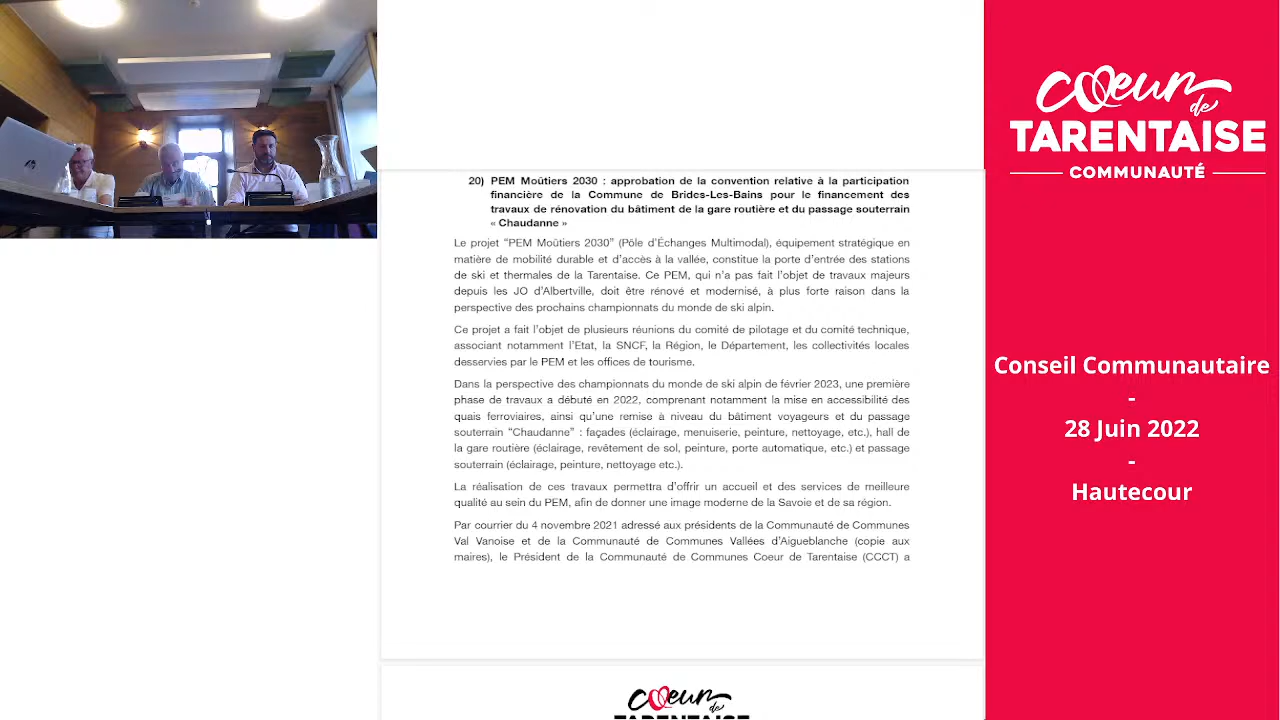 20) PEM Moûtiers 2030 : approbation de la convention relative à la participation
financière de la Commune de Brides-Les-Bains pour le financement des
travaux de rénovation du bâtiment de la gare routière et du passage souterrain
« Chaudanne »
Le projet “PEM Moûtiers 2030” (Pôle d’Échanges Multimodal), équipement stratégique en
matière de mobilité durable et d’accès à la vallée, constitue la porte d’entrée des stations
de ski et thermales de la Tarentaise. Ce PEM, qui n’a pas fait l’objet de travaux majeurs
depuis les JO d’Albertville, doit être rénové et modernisé, à plus forte raison dans la
perspective des prochains championnats du monde de ski alpin.
Ce projet a fait l’objet de plusieurs réunions du comité de pilotage et du comité technique,
associant notamment l’Etat, la SNCF, la Région, le Département, les collectivités locales
desservies par le PEM et les offices de tourisme.
Dans la perspective des championnats du monde de ski alpin de février 2023, une première
phase de travaux a débuté en 2022, comprenant notamment la mise en accessibilité des
quais ferroviaires, ainsi qu’une remise à niveau du bâtiment voyageurs et du passage
souterrain “Chaudanne” : façades (éclairage, menuiserie, peinture, nettoyage, etc.), hall de
la gare routière (éclairage, revêtement de sol, peinture, porte automatique, etc.) et passage
souterrain (éclairage, peinture, nettoyage etc.).
La réalisation de ces travaux permettra d’offrir un accueil et des services de meilleure
qualité au sein du PEM, afin de donner une image moderne de la Savoie et de sa région.
Par courrier du 4 novembre 2021 adressé aux présidents de la Communauté de Communes
Val Vanoise et de la Communauté de Communes Vallées d’Aigueblanche (copie aux
maires), le Président de la Communauté de Communes Coeur de Tarentaise (CCCT) a
cœur
de
TARENTAISE
cœur
de
TARENTAISE
COMMUNAUTÉ
Conseil Communautaire
-
28 Juin 2022
-
Hautecour